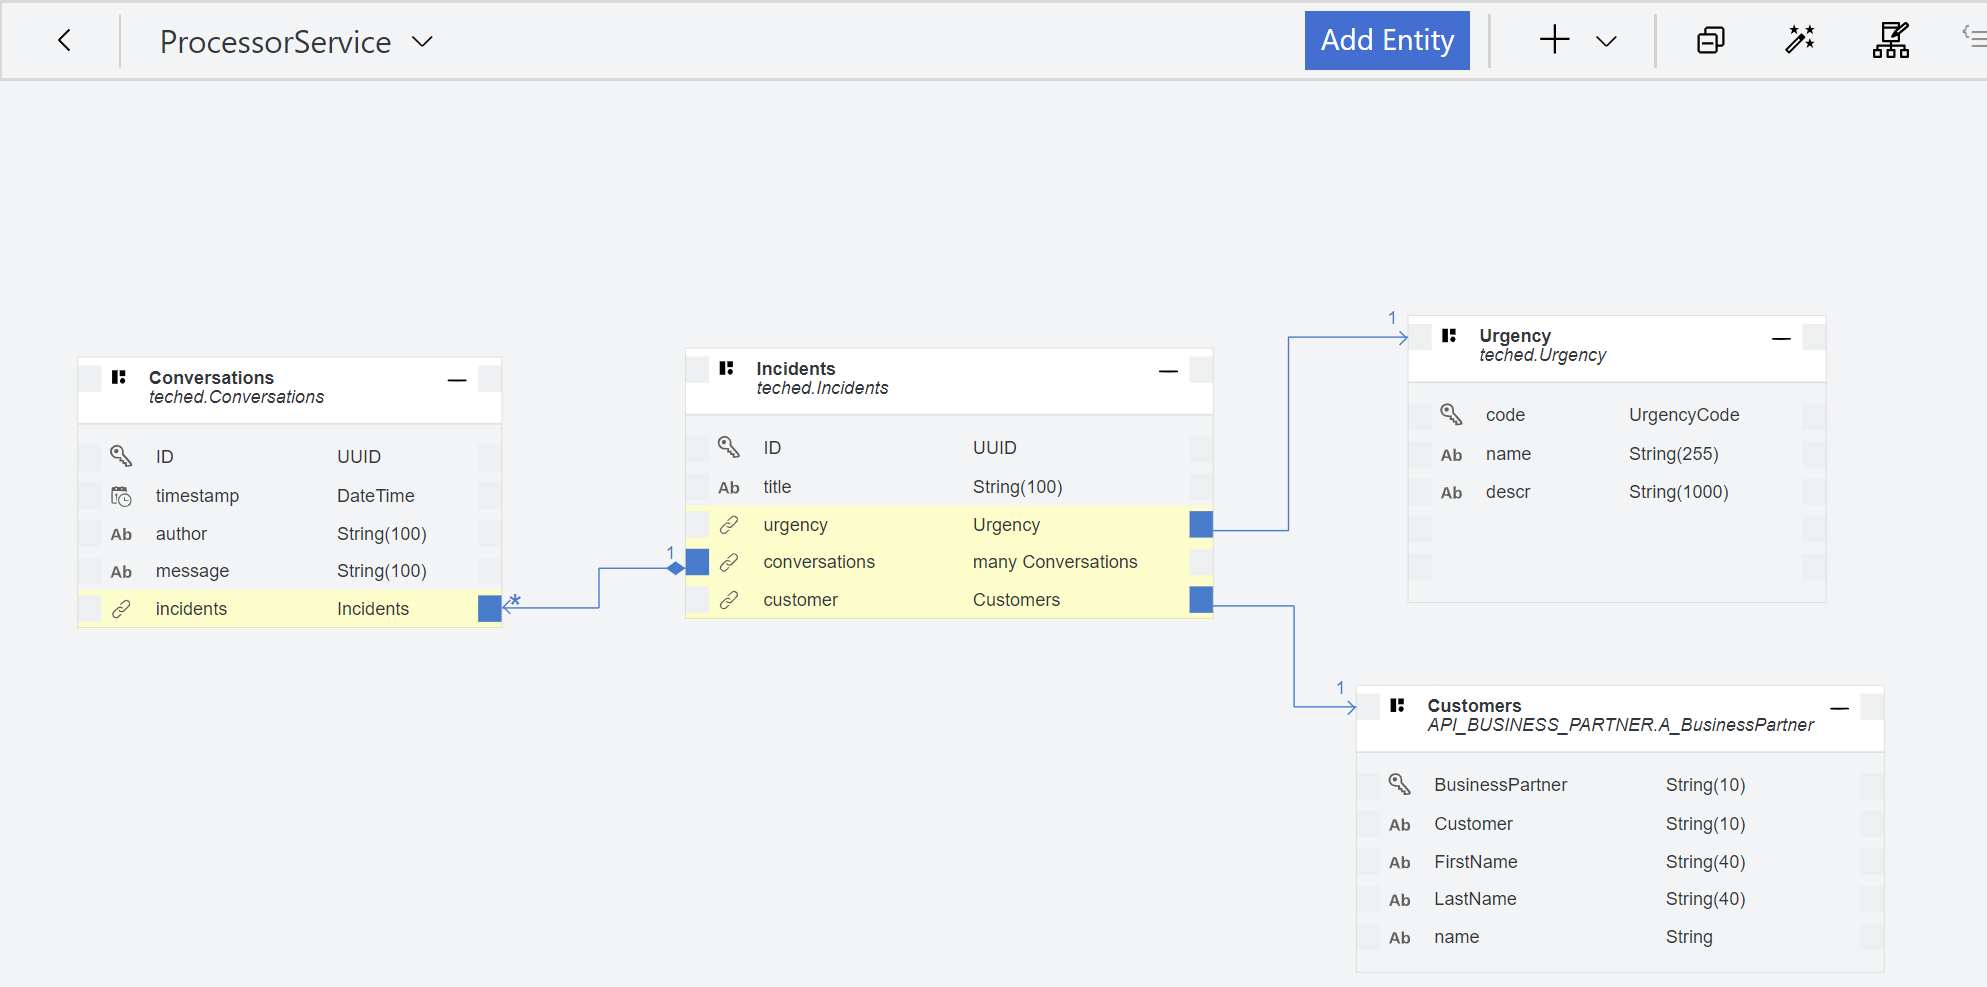 ProcessorService
Add Entity
Conversations
teched.Conversations
ID UUID
timestamp DateTime
Ab author String(100)
Ab message String(100)
incidents Incidents
*
1
Incidents
teched.Incidents
ID UUID
Ab title String(100)
urgency Urgency
conversations many Conversations
customer Customers
1
Urgency
teched.Urgency
code UrgencyCode
Ab name String(255)
Ab descr String(1000)
1
Customers
API_BUSINESS_PARTNER.A_BusinessPartner
BusinessPartner String(10)
Ab Customer String(10)
Ab FirstName String(40)
Ab LastName String(40)
Ab name String